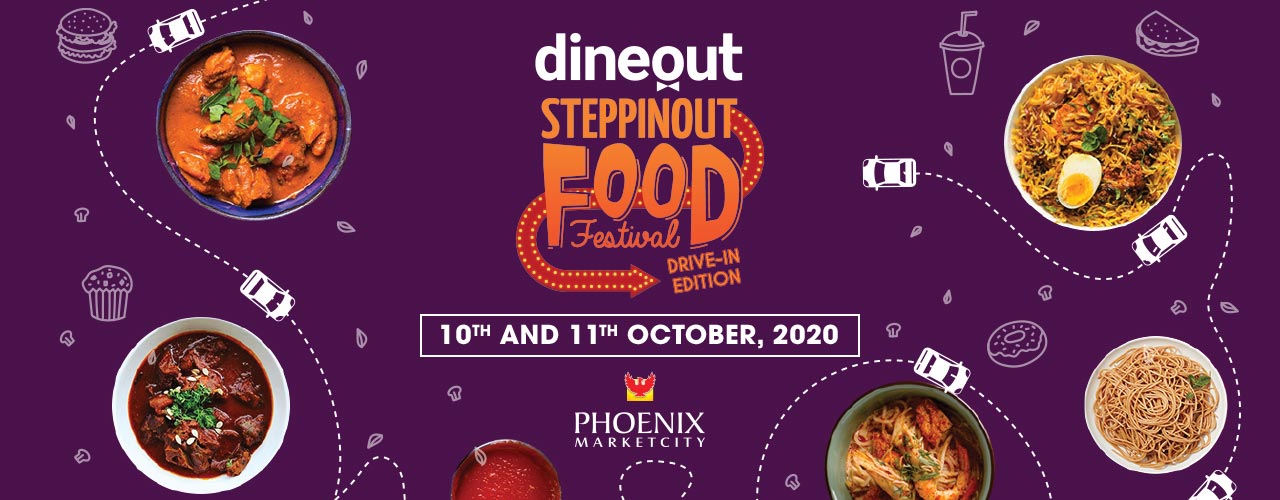 dineout
STEPPINOUT
FOOD
Festival
DRIVE-IN
EDITION
10TH AND 11TH OCTOBER, 2020
PHOENIX
MARKETCITY